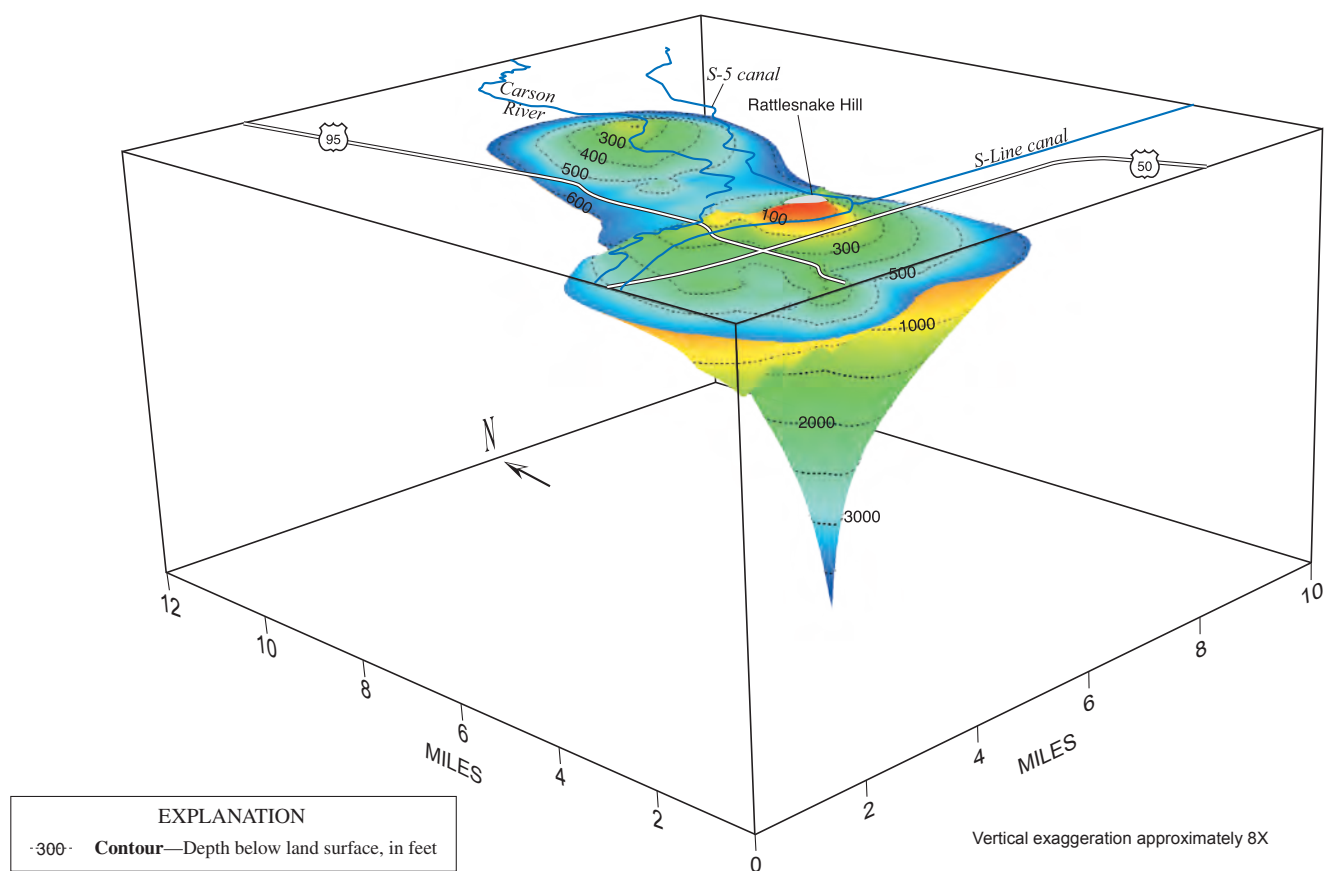 Carson
River
S-5 canal
Rattlesnake Hill
S-Line canal
95
50
300
400
500
600
100
300
500
1000
2000
3000
N
12
10
8
6
4
2
0
MILES
2
4
6
8
10
MILES
EXPLANATION
300 Contour—Depth below land surface, in feet
Vertical exaggeration approximately 8X